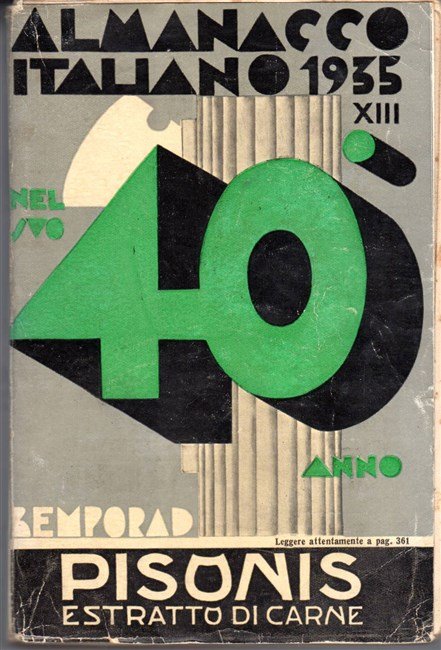 ALMANACCO
ITALIANO 1935
XIII
NEL
SUO
40°
ANNO
BEMPORAD
Leggere attentamente a pag. 361
PISONIS
ESTRATTO DI CARNE